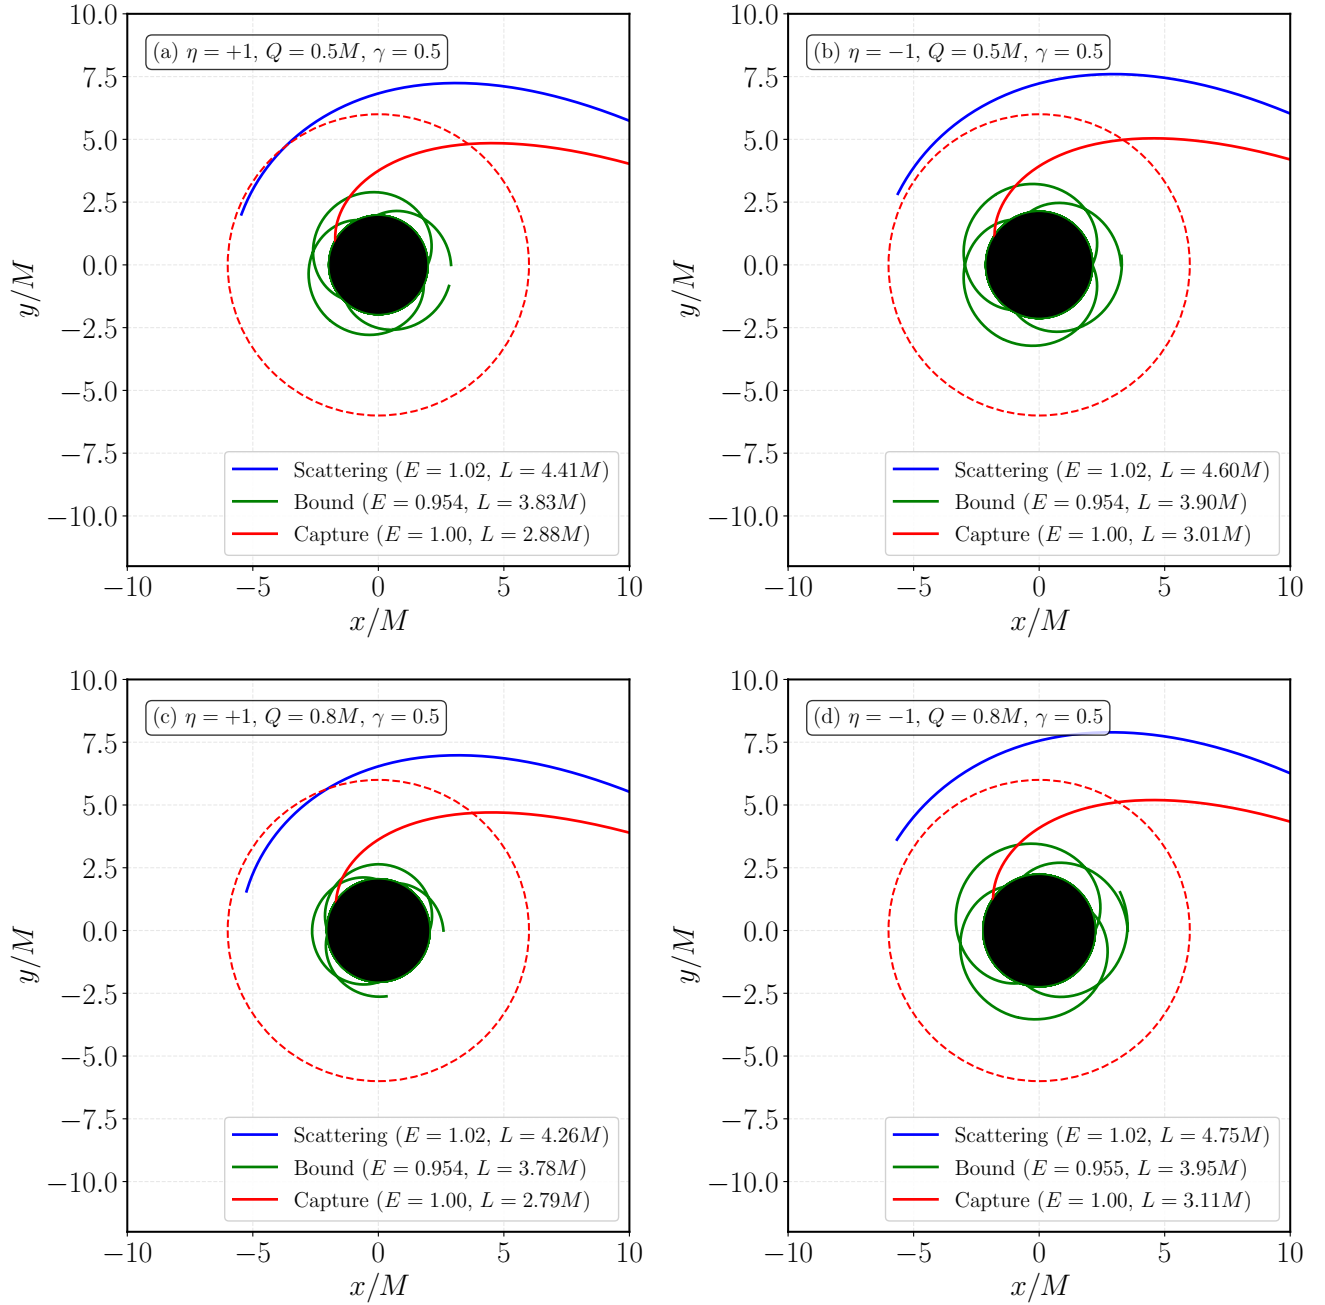 (a) η = +1, Q = 0.5M, γ = 0.5
10.0
7.5
5.0
2.5
0.0
−2.5
−5.0
−7.5
−10.0
y/M
Scattering (E = 1.02, L = 4.41M)
Bound (E = 0.954, L = 3.83M)
Capture (E = 1.00, L = 2.88M)
−10
−5
0
5
10
x/M
(b) η = −1, Q = 0.5M, γ = 0.5
10.0
7.5
5.0
2.5
0.0
−2.5
−5.0
−7.5
−10.0
y/M
Scattering (E = 1.02, L = 4.60M)
Bound (E = 0.954, L = 3.90M)
Capture (E = 1.00, L = 3.01M)
−10
−5
0
5
10
x/M
(c) η = +1, Q = 0.8M, γ = 0.5
10.0
7.5
5.0
2.5
0.0
−2.5
−5.0
−7.5
−10.0
y/M
Scattering (E = 1.02, L = 4.26M)
Bound (E = 0.954, L = 3.78M)
Capture (E = 1.00, L = 2.79M)
−10
−5
0
5
10
x/M
(d) η = −1, Q = 0.8M, γ = 0.5
10.0
7.5
5.0
2.5
0.0
−2.5
−5.0
−7.5
−10.0
y/M
Scattering (E = 1.02, L = 4.75M)
Bound (E = 0.955, L = 3.95M)
Capture (E = 1.00, L = 3.11M)
−10
−5
0
5
10
x/M